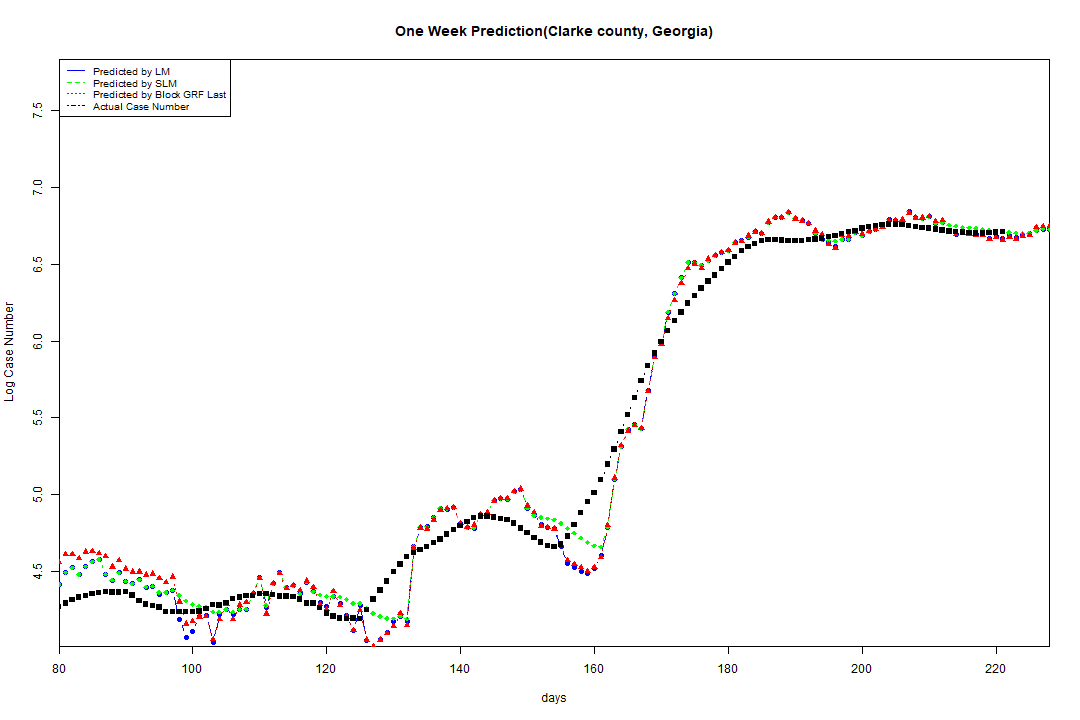 One Week Prediction(Clarke county, Georgia)
Predicted by LM
Predicted by SLM
Predicted by Block GRF Last
Actual Case Number
7.5
7.0
6.5
6.0
5.5
5.0
4.5
Log Case Number
80 100 120 140 160 180 200 220
days